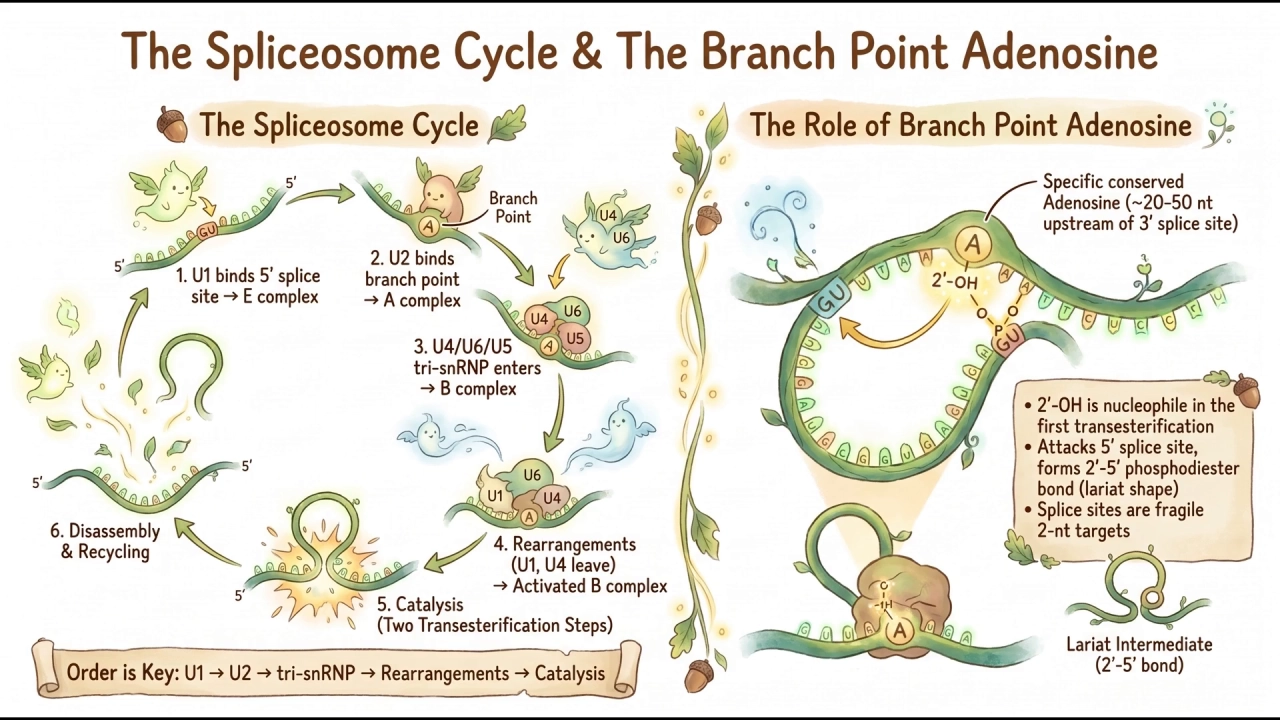 The Spliceosome Cycle & The Branch Point Adenosine
The Spliceosome Cycle
5'
GU
5'
1. U1 binds 5' splice
site → E complex
A
Branch
Point
2. U2 binds
branch point
→ A complex
U4
U6
U4
U6
U5
A
3. U4/U6/U5
tri-snRNP enters
→ B complex
U6
U1
U4
A
4. Rearrangements
(U1, U4 leave)
→ Activated B complex
5'
5. Catalysis
(Two Transesterification Steps)
5'
5'
6. Disassembly
& Recycling
Order is Key: U1 → U2 → tri-snRNP → Rearrangements → Catalysis
The Role of Branch Point Adenosine
Specific conserved
Adenosine (~20–50 nt
upstream of 3' splice site)
A
2'-OH
O O
P
GU
GU
U T A A
A A T T C U C C F U
G C G G U G
• 2'-OH is nucleophile in the
first transesterification
• Attacks 5' splice site,
forms 2'-5' phosphodiester
bond (lariat shape)
• Splice sites are fragile
2-nt targets
O
-IH
A
G U U G
U G A
Lariat Intermediate
(2'-5' bond)